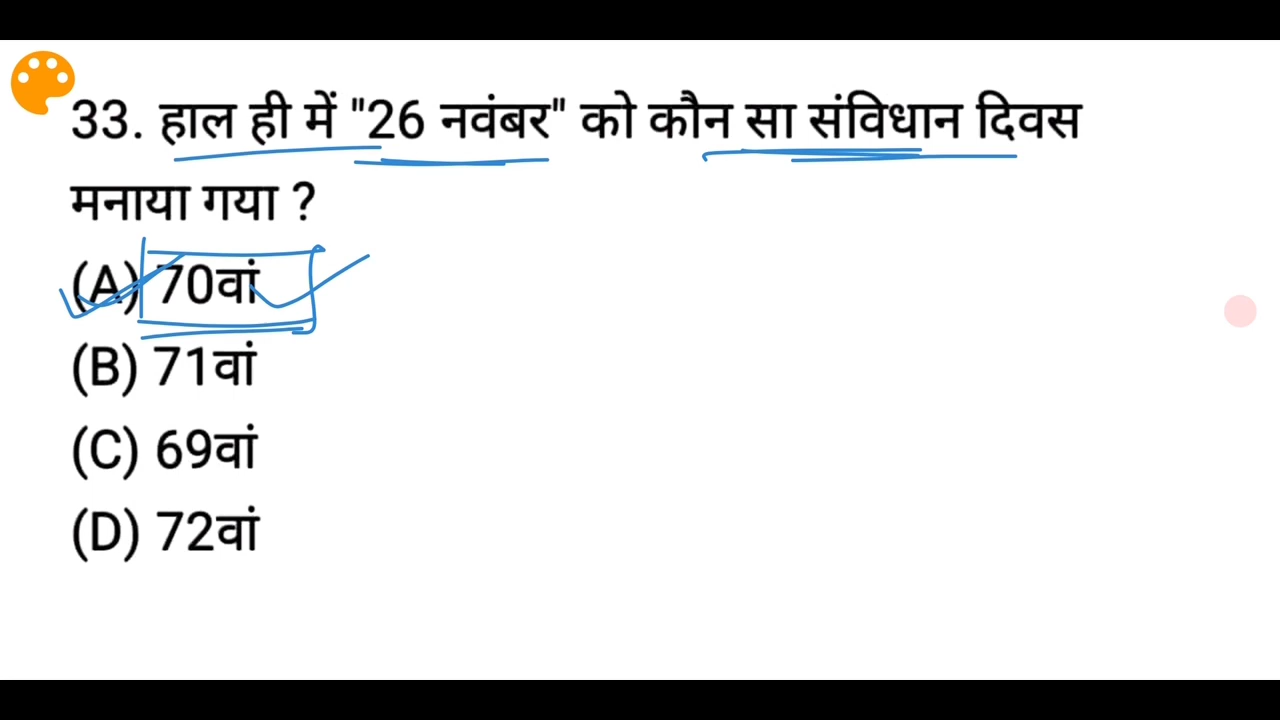 33. हाल ही में "26 नवंबर" को कौन सा संविधान दिवस
मनाया गया ?
(A) 70वां
(B) 71वां
(C) 69वां
(D) 72वां